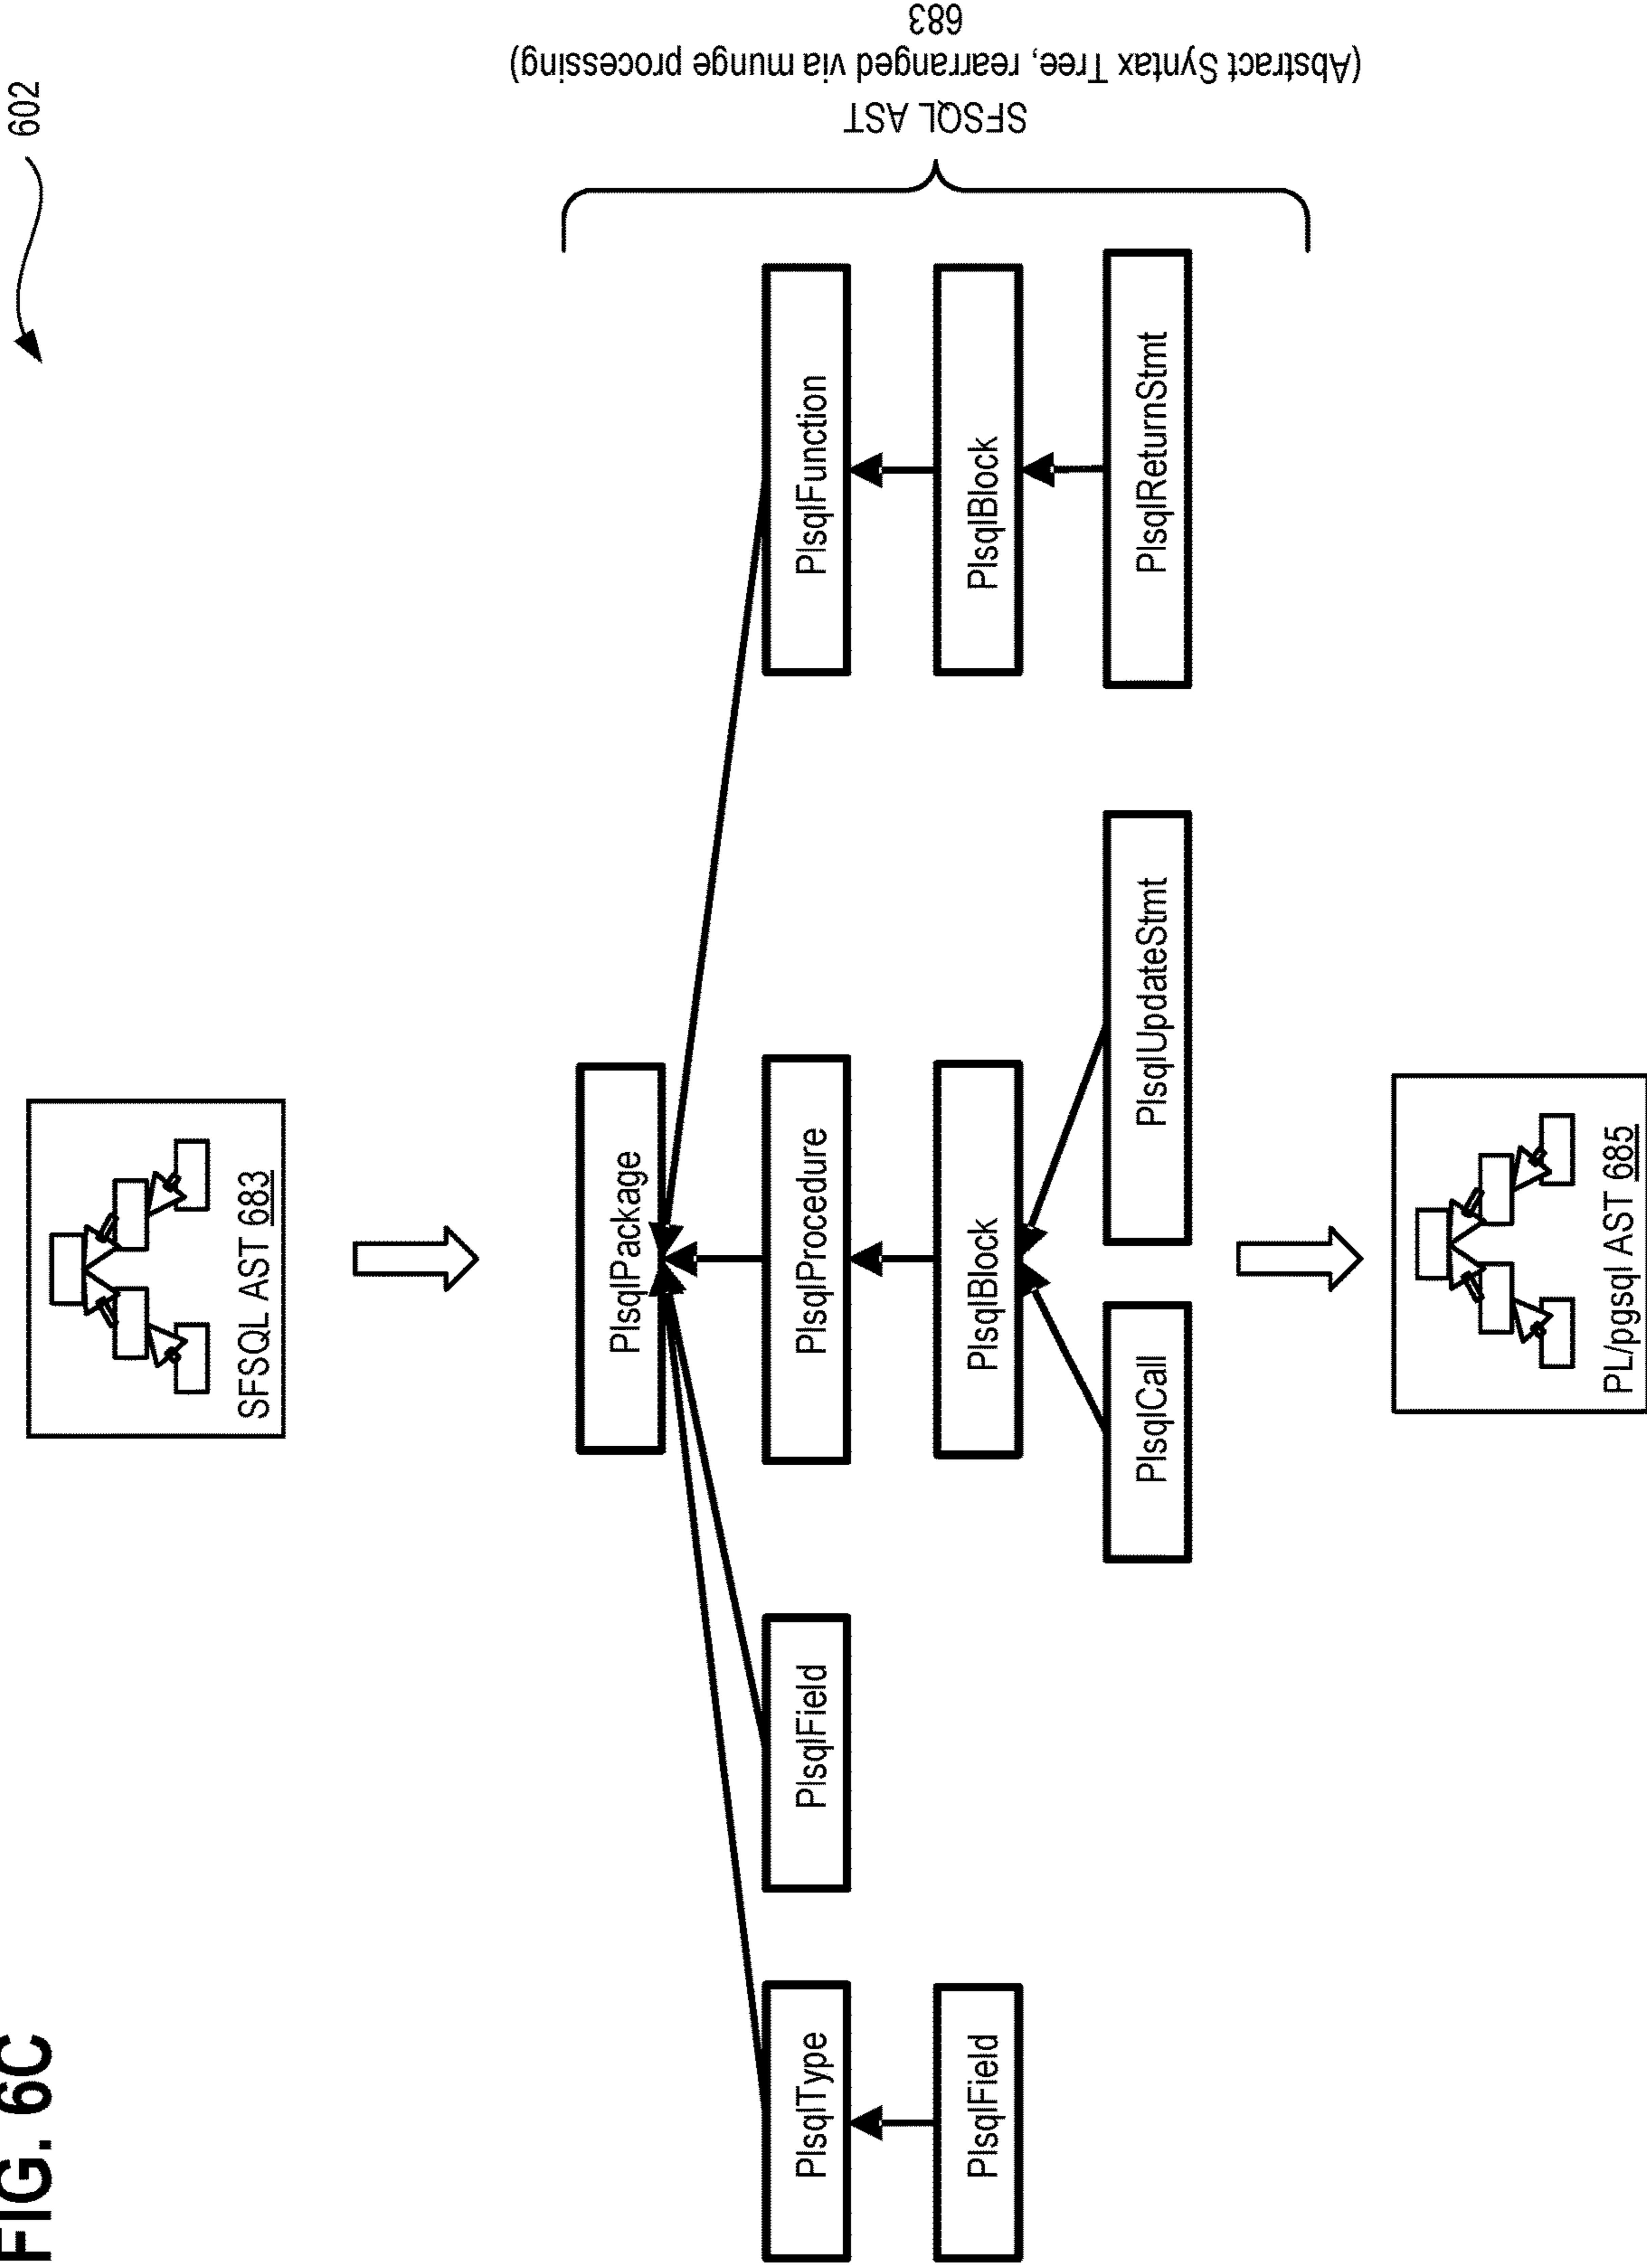 FIG. 6C
602
SFSQL AST 683
PlsqlPackage
PlsqlType
PlsqlField
PlsqlProcedure
PlsqlFunction
PlsqlField
PlsqlBlock
PlsqlBlock
PlsqlCall
PlsqlUpdateStmt
PlsqlReturnStmt
SFSQL AST
(Abstract Syntax Tree, rearranged via munge processing)
683
PL/pgsql AST 685